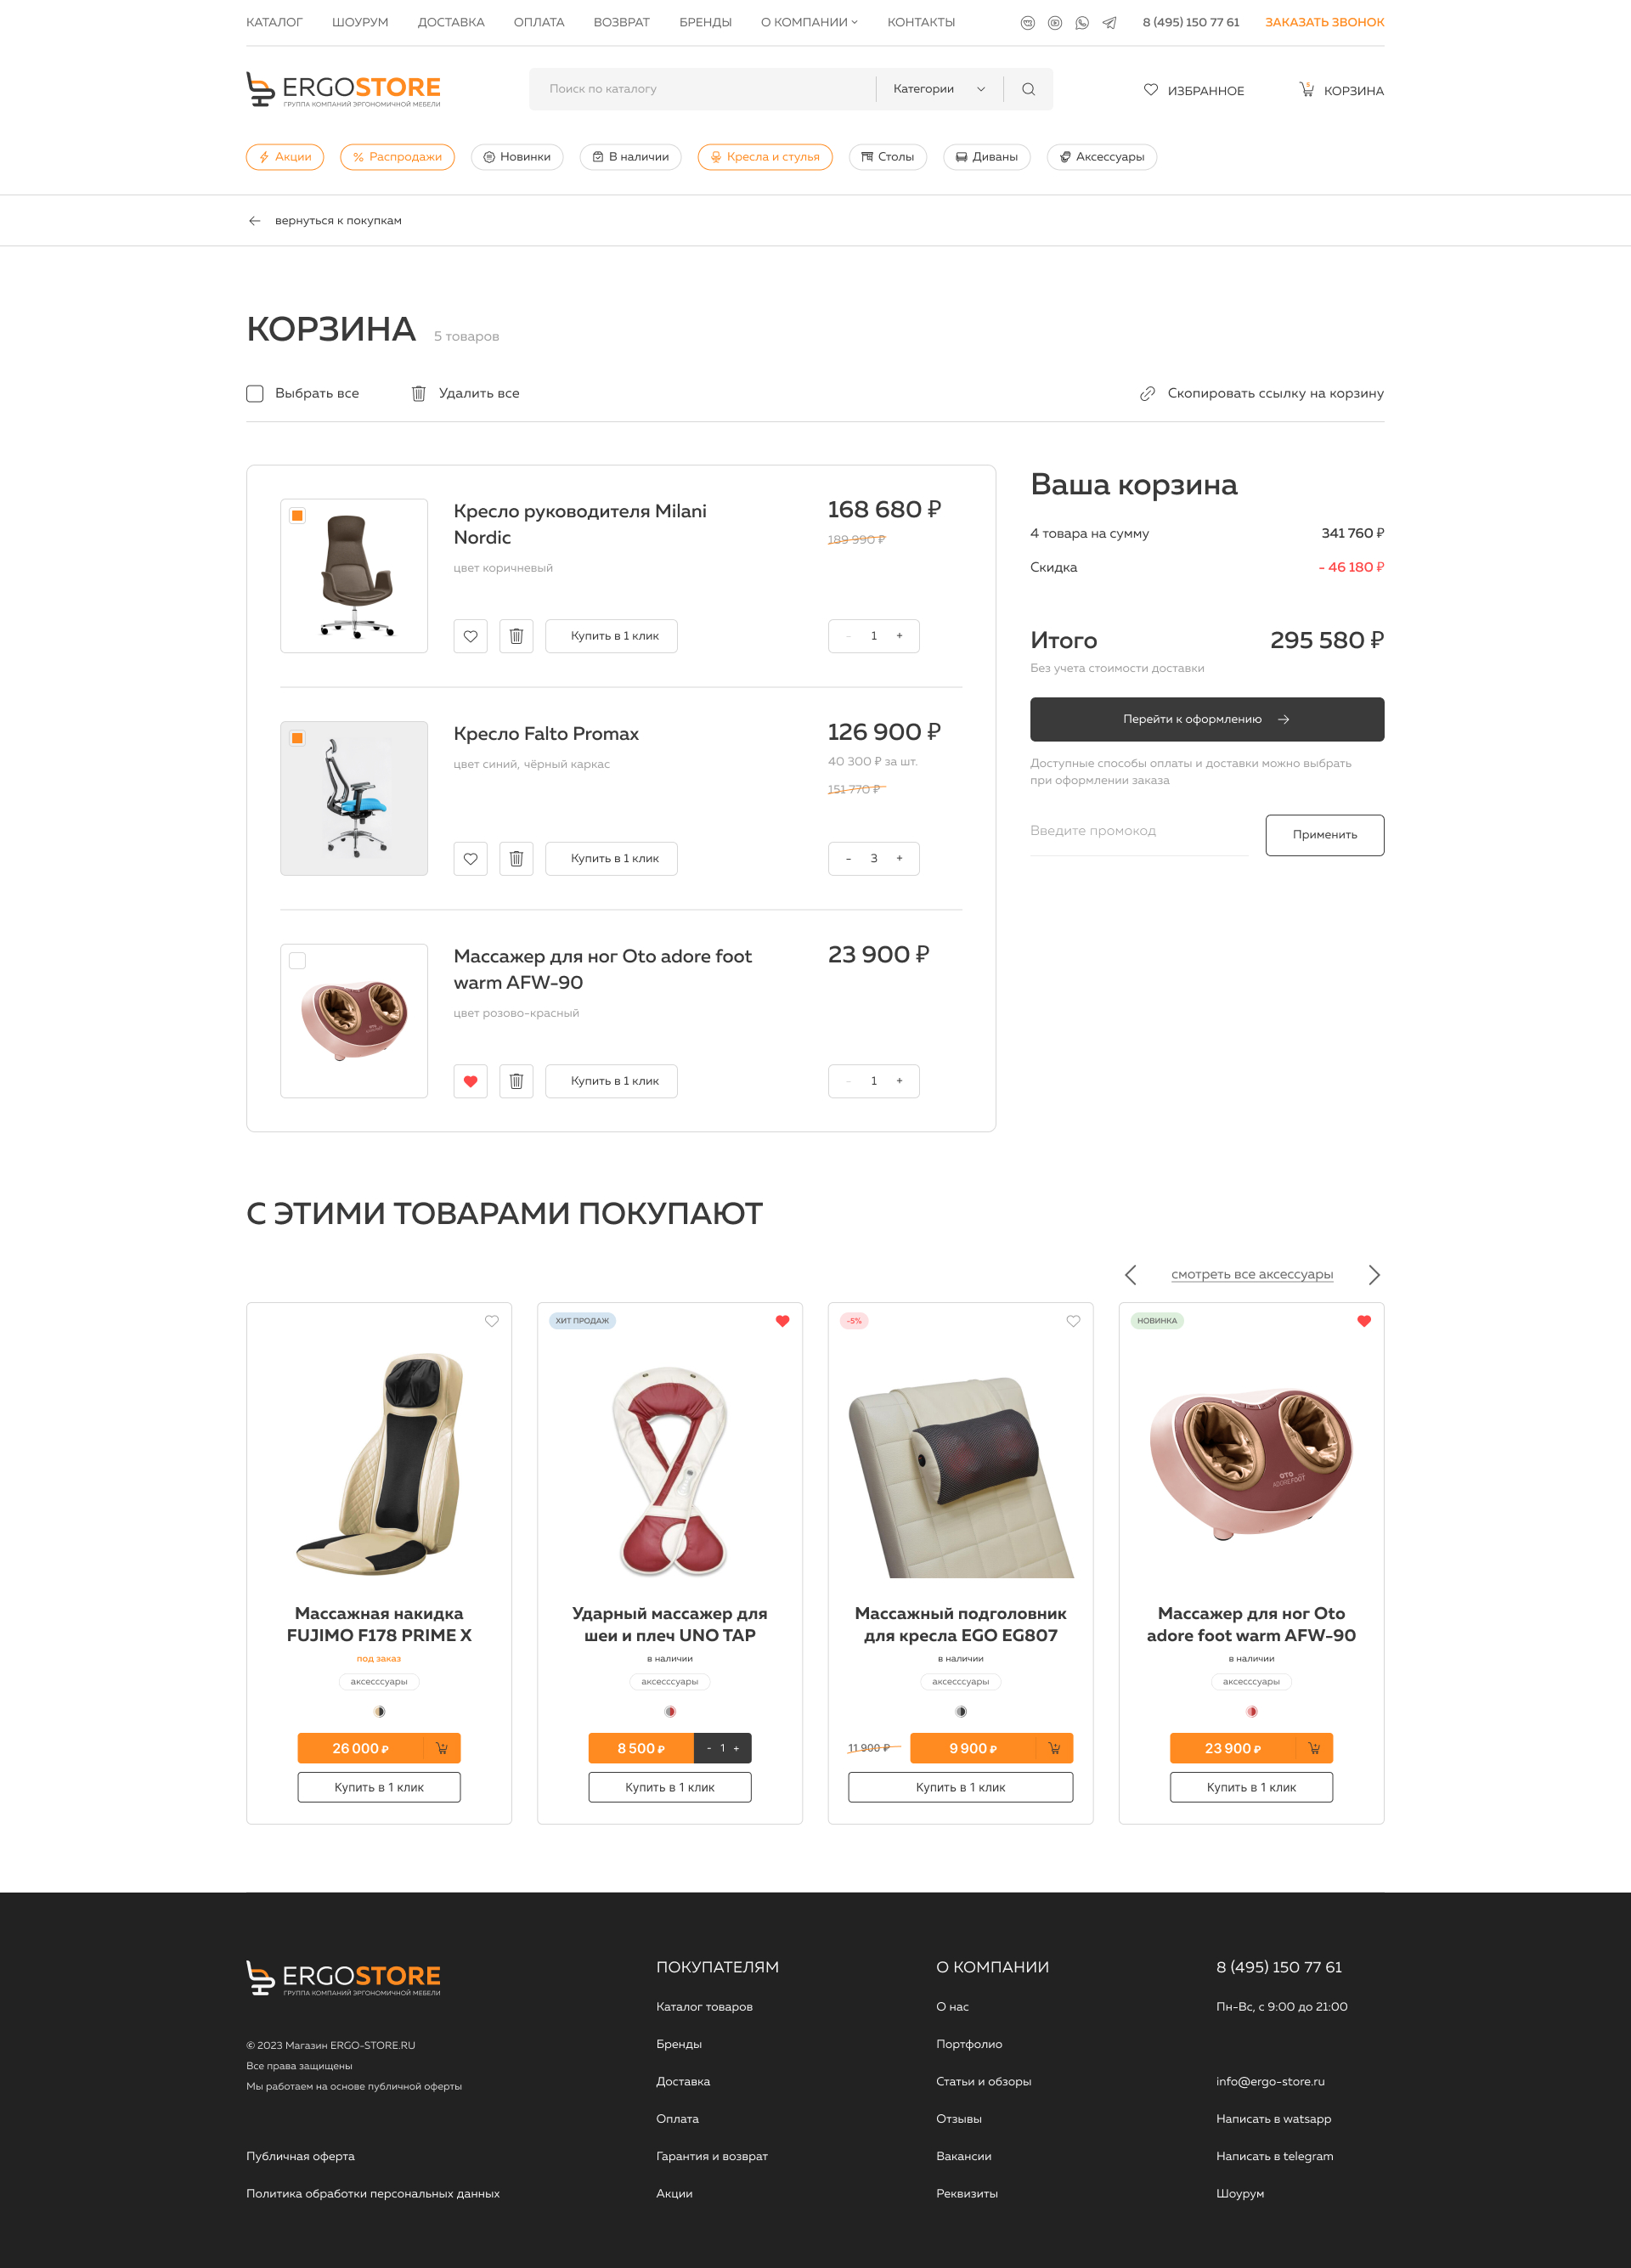 КАТАЛОГ ШОУРУМ ДОСТАВКА ОПЛАТА ВОЗВРАТ БРЕНДЫ О КОМПАНИИ КОНТАКТЫ 8 (495) 150 77 61 ЗАКАЗАТЬ ЗВОНОК
ERGOSTORE
ГРУППА КОМПАНИЙ ЭРГОНОМИЧНОЙ МЕБЕЛИ
Поиск по каталогу Категории
ИЗБРАННОЕ КОРЗИНА
Акции Распродажи Новинки В наличии Кресла и стулья Столы Диваны Аксессуары
вернуться к покупкам
КОРЗИНА 5 товаров
Выбрать все Удалить все Скопировать ссылку на корзину
Кресло руководителя Milani
Nordic
цвет коричневый
168 680 ₽
189 990 ₽
Купить в 1 клик
- 1 +
Кресло Falto Promax
цвет синий, чёрный каркас
126 900 ₽
40 300 ₽ за шт.
151 770 ₽
Купить в 1 клик
- 3 +
Массажер для ног Oto adore foot
warm AFW-90
цвет розово-красный
23 900 ₽
Купить в 1 клик
- 1 +
Ваша корзина
4 товара на сумму 341 760 ₽
Скидка - 46 180 ₽
Итого 295 580 ₽
Без учета стоимости доставки
Перейти к оформлению
Доступные способы оплаты и доставки можно выбрать
при оформлении заказа
Введите промокод Применить
С ЭТИМИ ТОВАРАМИ ПОКУПАЮТ
смотреть все аксессуары
Массажная накидка
FUJIMO F178 PRIME X
под заказ
аксесссуары
26 000 ₽
Купить в 1 клик
ХИТ ПРОДАЖ
Ударный массажер для
шеи и плеч UNO TAP
в наличии
аксесссуары
8 500 ₽ - 1 +
Купить в 1 клик
-5%
Массажный подголовник
для кресла EGO EG807
в наличии
аксесссуары
11 900 ₽ 9 900 ₽
Купить в 1 клик
НОВИНКА
OTO
ADOREFOOT
Массажер для ног Oto
adore foot warm AFW-90
в наличии
аксесссуары
23 900 ₽
Купить в 1 клик
ERGOSTORE
ГРУППА КОМПАНИЙ ЭРГОНОМИЧНОЙ МЕБЕЛИ
© 2023 Магазин ERGO-STORE.RU
Все права защищены
Мы работаем на основе публичной оферты
Публичная оферта
Политика обработки персональных данных
ПОКУПАТЕЛЯМ
Каталог товаров
Бренды
Доставка
Оплата
Гарантия и возврат
Акции
О КОМПАНИИ
О нас
Портфолио
Статьи и обзоры
Отзывы
Вакансии
Реквизиты
8 (495) 150 77 61
Пн-Вс, с 9:00 до 21:00
info@ergo-store.ru
Написать в watsapp
Написать в telegram
Шоурум